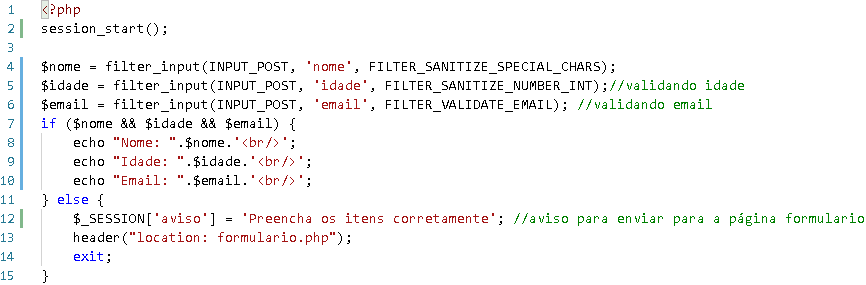 1 <?php
2 session_start();
3
4 $nome = filter_input(INPUT_POST, 'nome', FILTER_SANITIZE_SPECIAL_CHARS);
5 $idade = filter_input(INPUT_POST, 'idade', FILTER_SANITIZE_NUMBER_INT);//validando idade
6 $email = filter_input(INPUT_POST, 'email', FILTER_VALIDATE_EMAIL); //validando email
7 if ($nome && $idade && $email) {
8     echo "Nome: ".$nome.'<br/>';
9     echo "Idade: ".$idade.'<br/>';
10     echo "Email: ".$email.'<br/>';
11 } else {
12     $_SESSION['aviso'] = 'Preencha os itens corretamente'; //aviso para enviar para a página formulario
13     header("location: formulario.php");
14     exit;
15 }